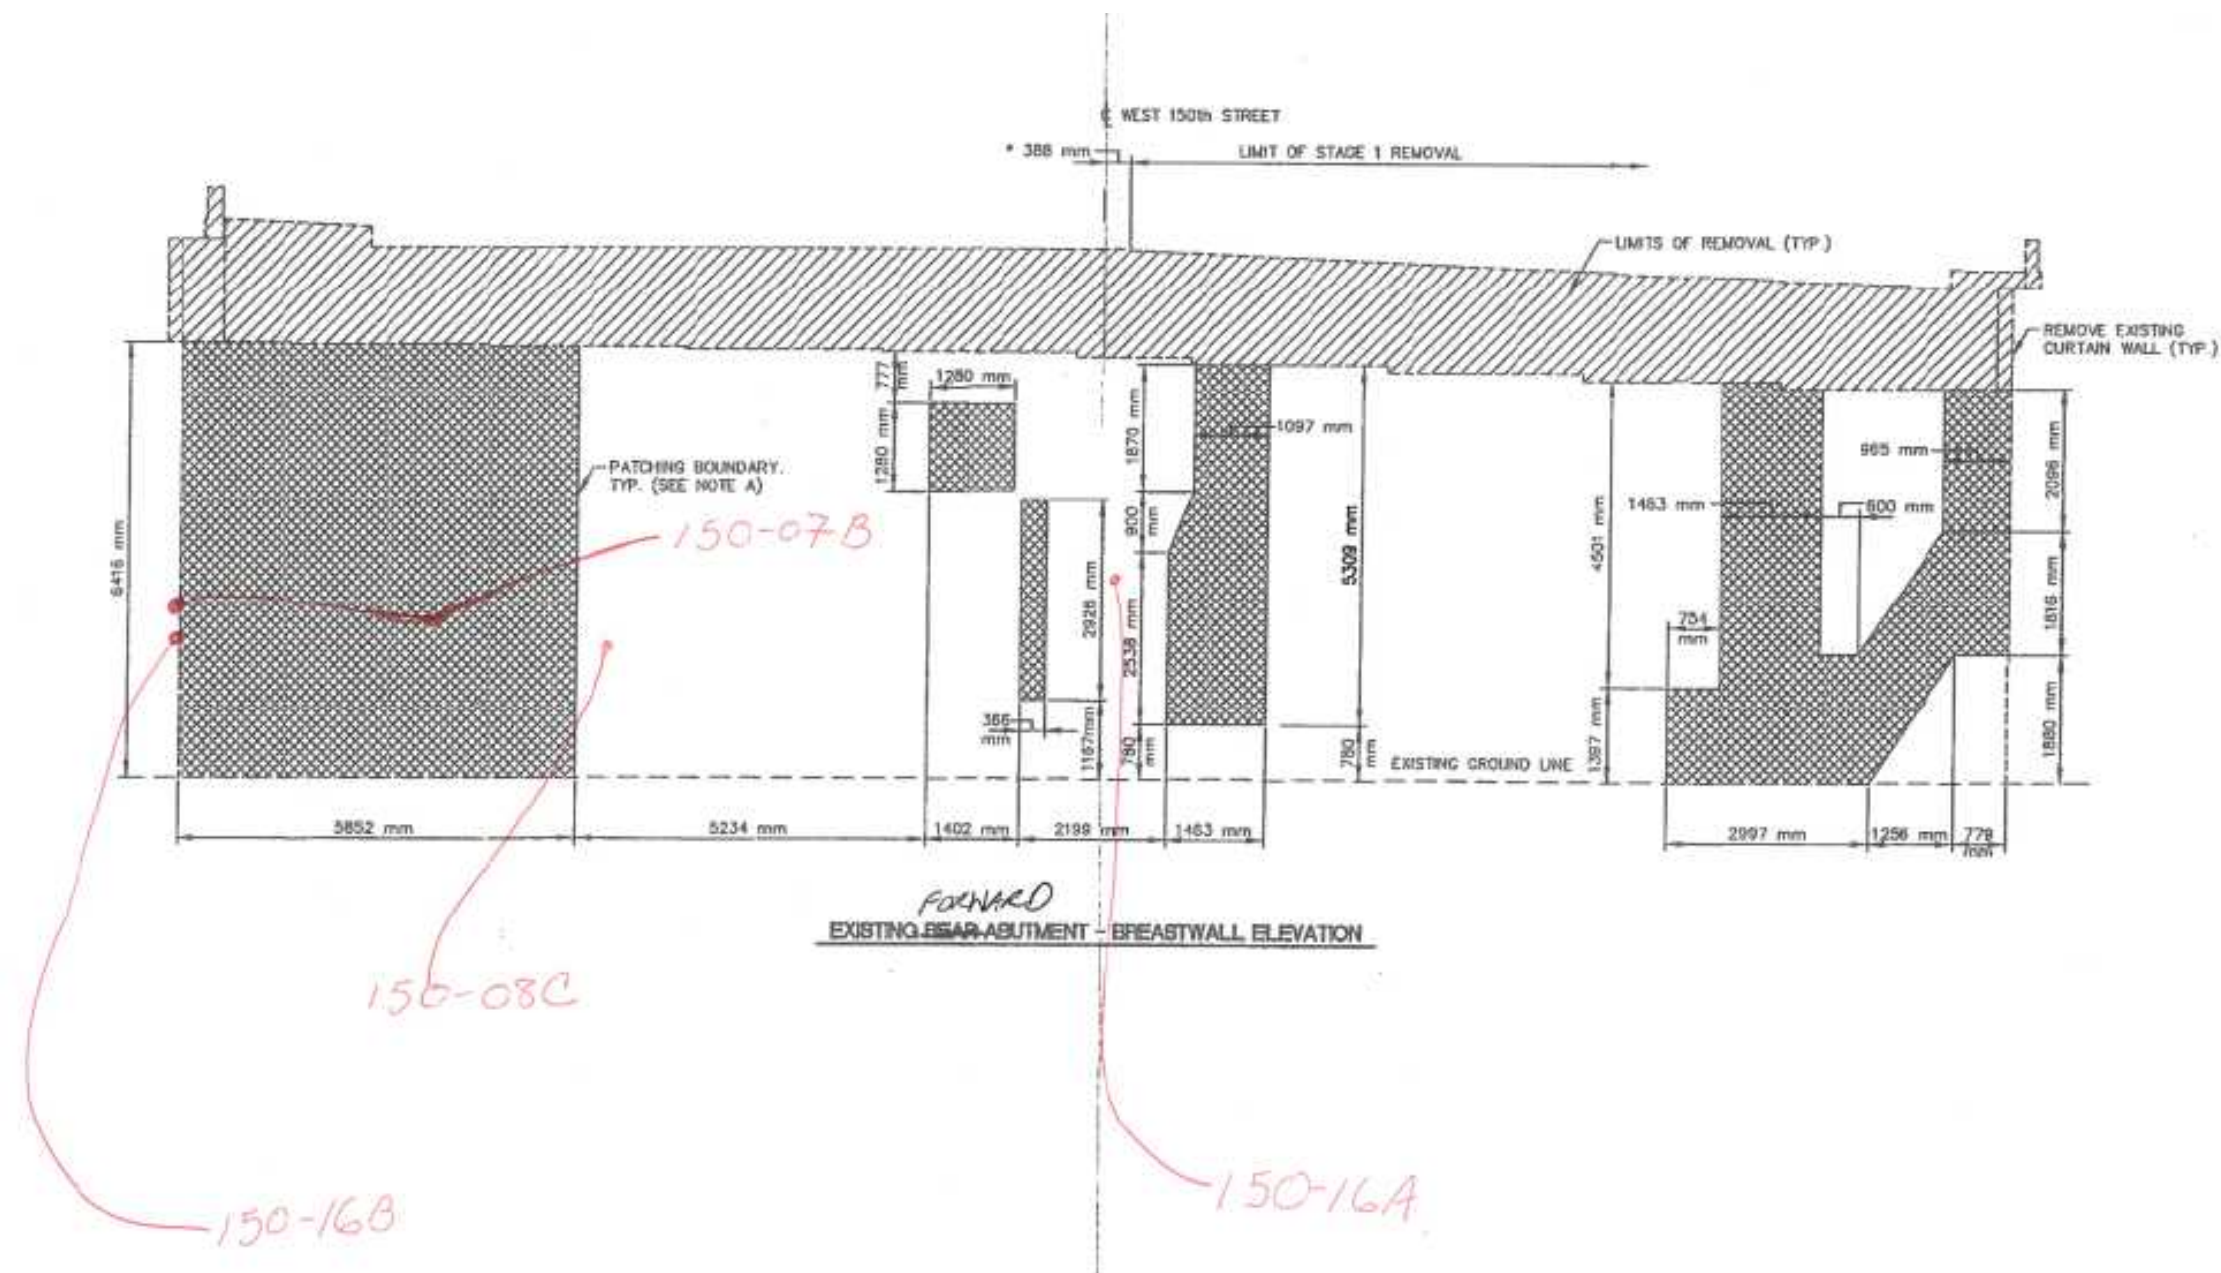 ℄ WEST 150th STREET
* 388 mm
LIMIT OF STAGE 1 REMOVAL
LIMITS OF REMOVAL (TYP.)
REMOVE EXISTING
CURTAIN WALL (TYP.)
777 mm
1280 mm
1280 mm
1870 mm
1097 mm
965 mm
2096 mm
PATCHING BOUNDARY.
TYP. (SEE NOTE A)
1463 mm
600 mm
150-07B
6416 mm
900 mm
5309 mm
4501 mm
2926 mm
2538 mm
754 mm
1816 mm
366 mm
1167mm
780 mm
780 mm
EXISTING GROUND LINE
1397 mm
1880 mm
5852 mm
5234 mm
1402 mm
2199 mm
1463 mm
2997 mm
1256 mm
778 mm
FORWARD
EXISTING REAR ABUTMENT - BREASTWALL ELEVATION
150-08C
150-16A
150-16B